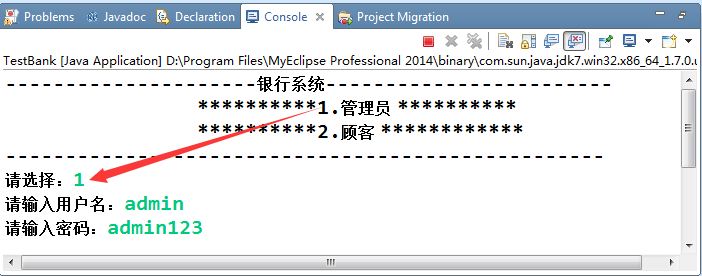 Problems @ Javadoc Declaration Console Project Migration
TestBank [Java Application] D:\Program Files\MyEclipse Professional 2014\binary\com.sun.java.jdk7.win32.x86_64_1.7.0.u
----------------------银行系统------------------------
**********1.管理员 **********
**********2.顾客 ************
------------------------------------------------------
请选择：1
请输入用户名：admin
请输入密码：admin123